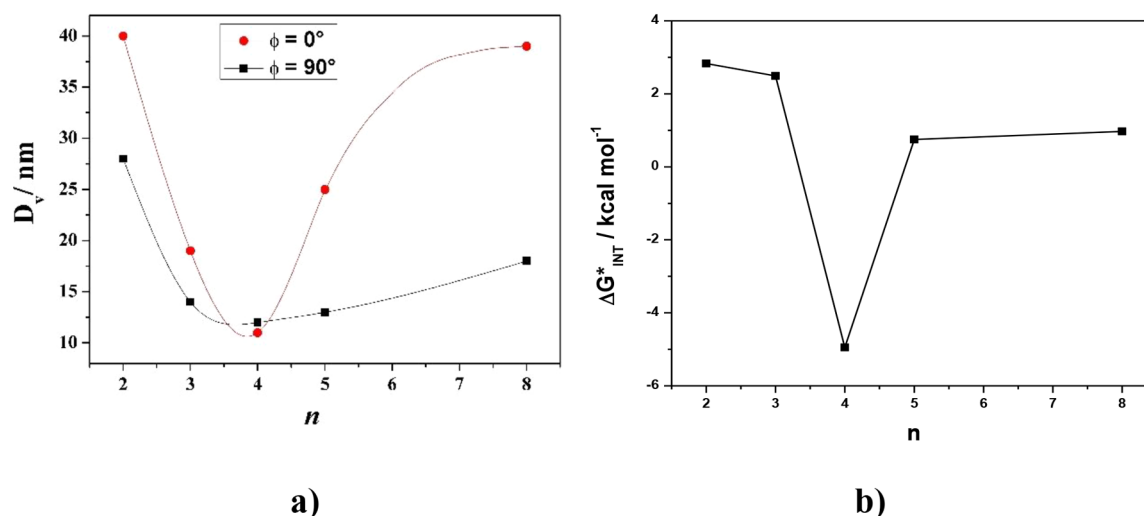 40
35
30
25
20
15
10
D_v/ nm
ϕ = 0°
ϕ = 90°
2 3 4 5 6 7 8
n
a)
4
2
0
-2
-4
-6
ΔG*_INT / kcal mol⁻¹
2 3 4 5 6 7 8
n
b)